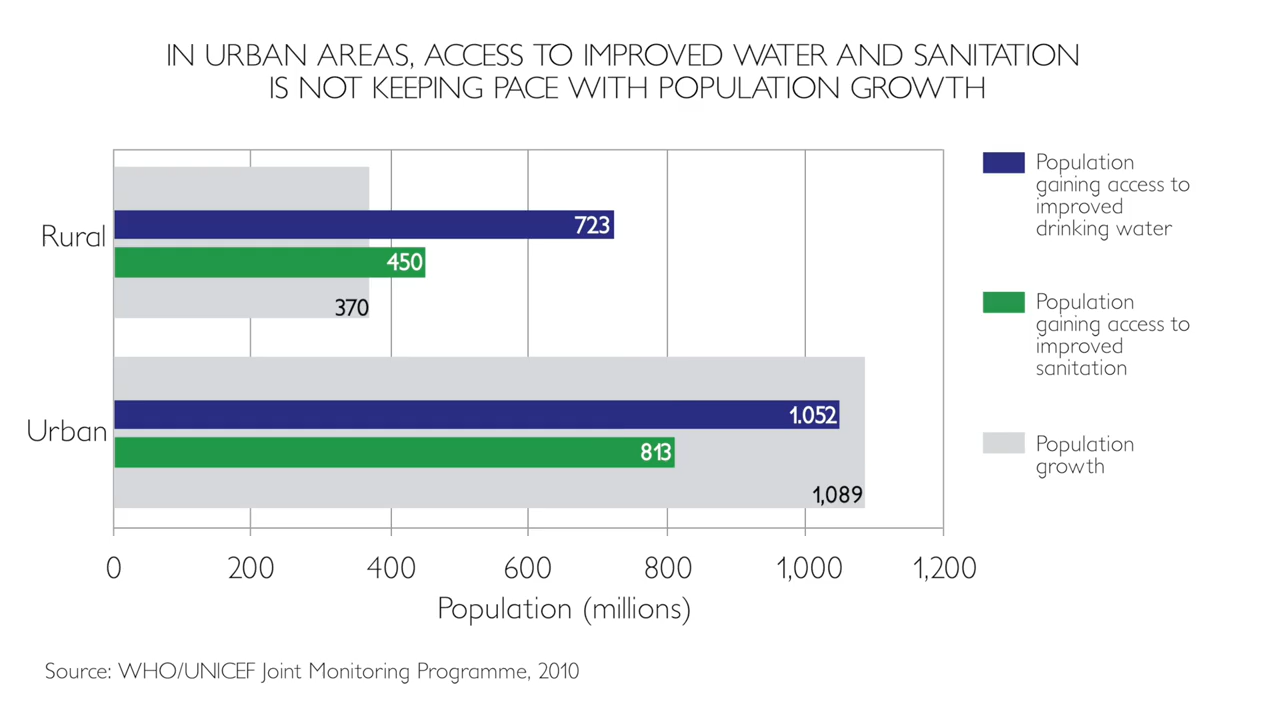 IN URBAN AREAS, ACCESS TO IMPROVED WATER AND SANITATION
IS NOT KEEPING PACE WITH POPULATION GROWTH
Rural
723
450
370
Urban
1.052
813
1,089
0 200 400 600 800 1,000 1,200
Population (millions)
Population
gaining access to
improved
drinking water
Population
gaining access to
improved
sanitation
Population
growth
Source: WHO/UNICEF Joint Monitoring Programme, 2010